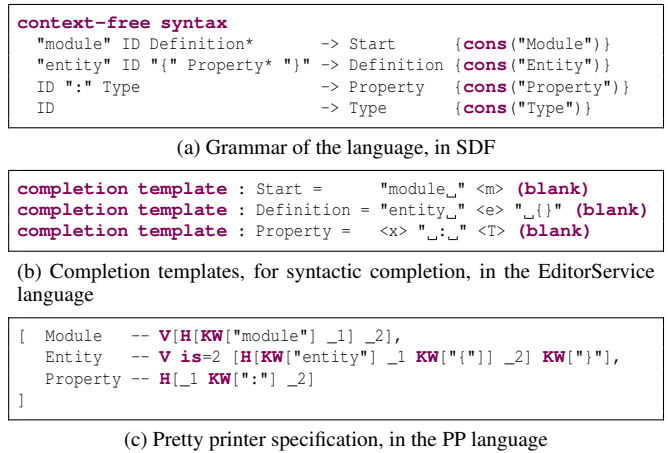 context-free syntax
"module" ID Definition* -> Start {cons("Module")}
"entity" ID "{" Property* "}" -> Definition {cons("Entity")}
ID ":" Type -> Property {cons("Property")}
ID -> Type {cons("Type")}
(a) Grammar of the language, in SDF
completion template : Start = "module␣" <m> (blank)
completion template : Definition = "entity␣" <e> "␣{}" (blank)
completion template : Property = <x> "␣:␣" <T> (blank)
(b) Completion templates, for syntactic completion, in the EditorService
language
[ Module -- V[H[KW["module"] _1] _2],
Entity -- V is=2 [H[KW["entity"] _1 KW["{"]] _2] KW["}"],
Property -- H[_1 KW[":"] _2]
]
(c) Pretty printer specification, in the PP language